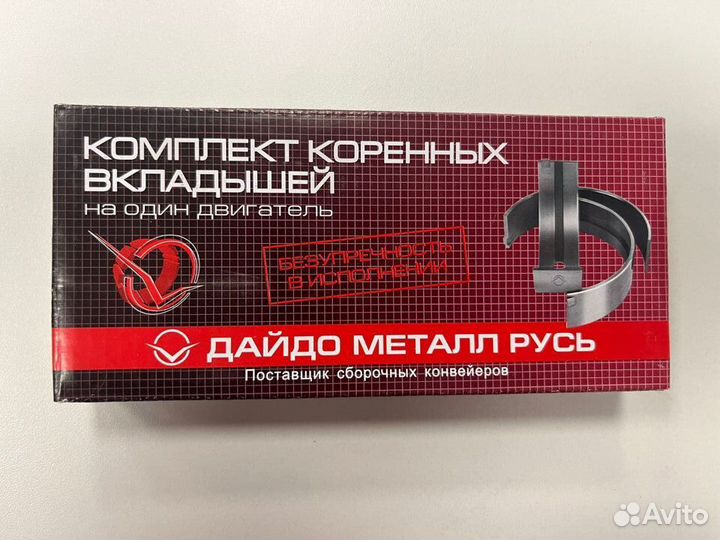 КОМПЛЕКТ КОРЕННЫХ
ВКЛАДЫШЕЙ
на один двигатель
БЕЗУПРЕЧНОСТЬ
В ИСПОЛНЕНИИ
ДАЙДО МЕТАЛЛ РУСЬ
Поставщик сборочных конвейеров
Avito